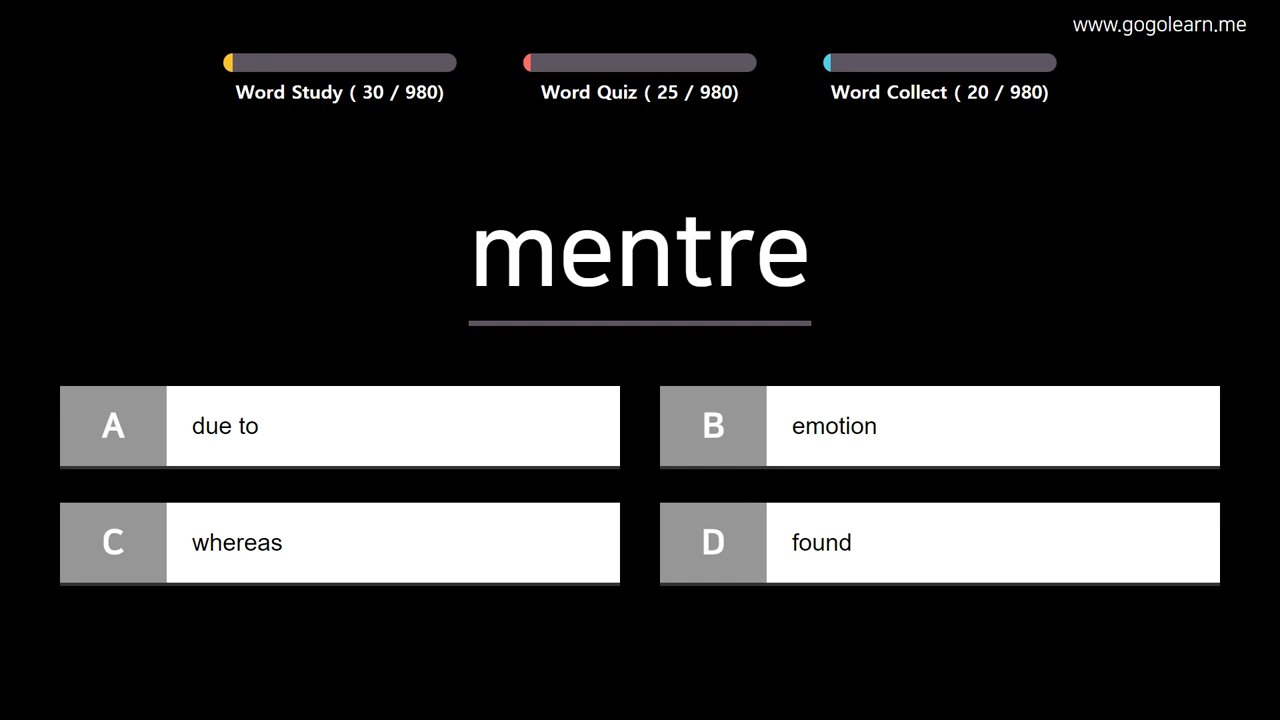 www.gogolearn.me
Word Study ( 30 / 980)
Word Quiz ( 25 / 980)
Word Collect ( 20 / 980)
mentre
A due to
B emotion
C whereas
D found